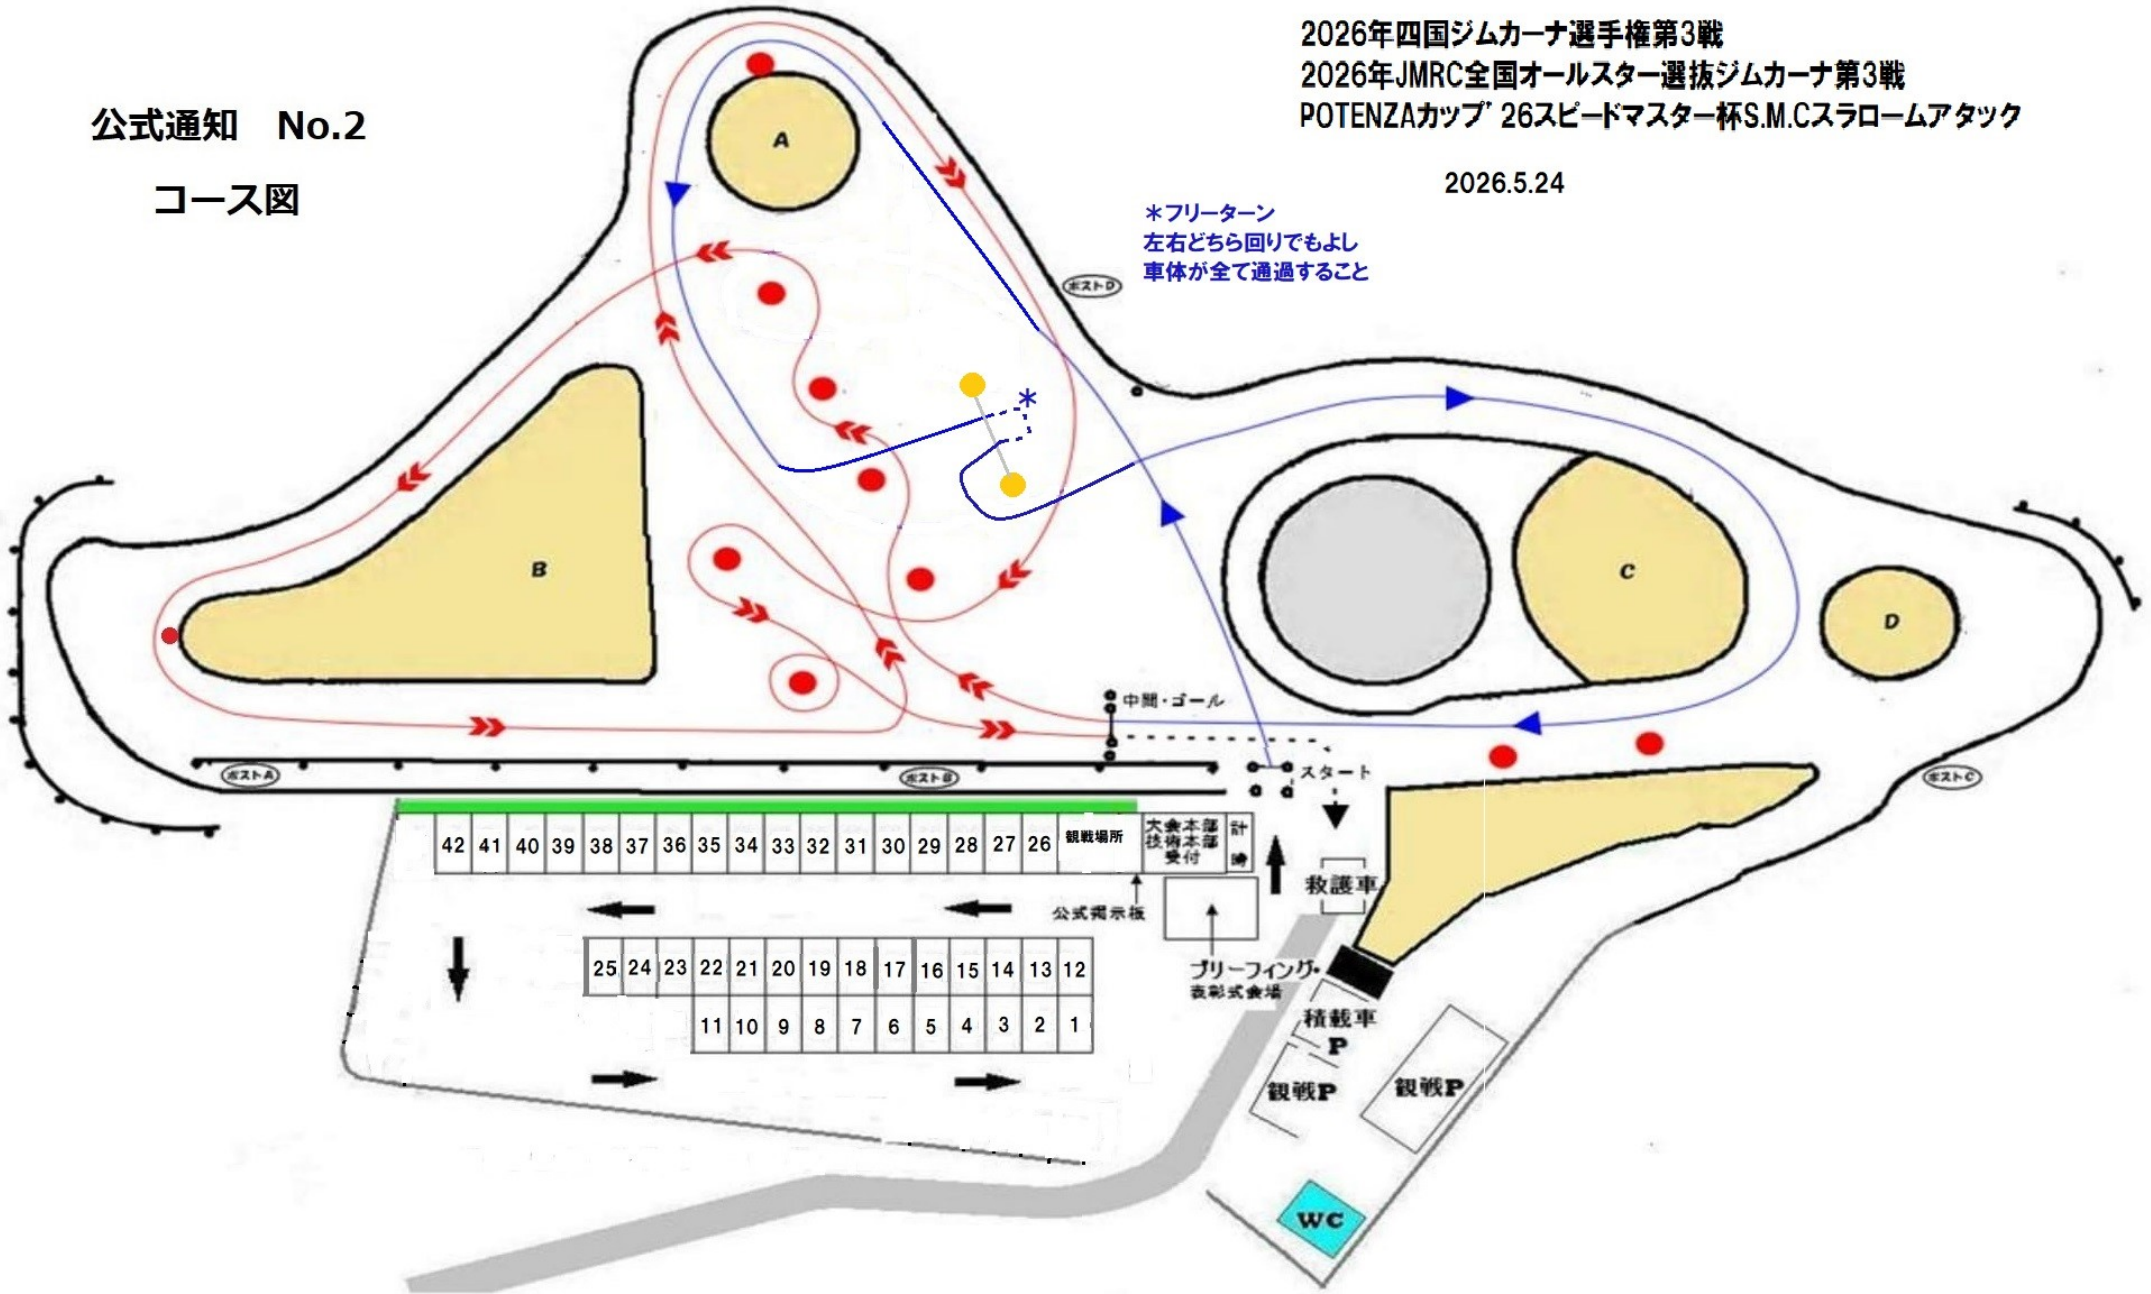 公式通知　No.2
コース図
2026年四国ジムカーナ選手権第3戦
2026年JMRC全国オールスター選抜ジムカーナ第3戦
POTENZAカップ'26スピードマスター杯S.M.Cスラロームアタック
2026.5.24
＊フリーターン
左右どちら回りでもよし
車体が全て通過すること
A
ポストD
*
B
C
D
中間・ゴール
ポストA
ポストB
スタート
ポストC
42 41 40 39 38 37 36 35 34 33 32 31 30 29 28 27 26
観戦場所
大会本部
技術本部
受付
計
時
救護車
公式掲示板
25 24 23 22 21 20 19 18 17 16 15 14 13 12
ブリーフィング・
表彰式会場
11 10 9 8 7 6 5 4 3 2 1
積載車
P
観戦P
観戦P
WC